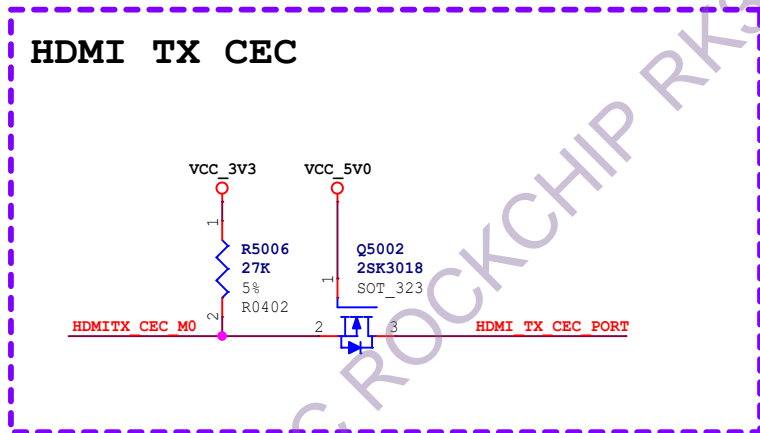 HDMI TX CEC
VCC_3V3
VCC_5V0
1
R5006
27K
5%
R0402
2
1
Q5002
2SK3018
SOT_323
HDMITX_CEC_M0
2
3
HDMI_TX_CEC_PORT
C ROCKCHIP RK3